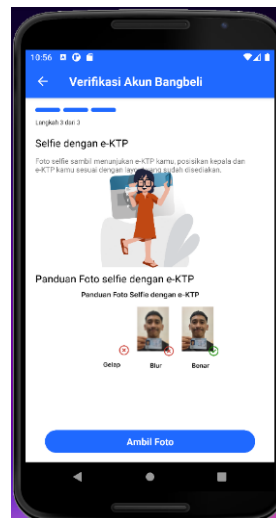 10:56
Verifikasi Akun Bangbeli
Langkah 3 dari 3
Selfie dengan e-KTP
Foto selfie sambil menunjukan e-KTP kamu, posisikan kepala dan
e-KTP kamu sesuai dengan layout yang sudah disediakan.
Panduan Foto selfie dengan e-KTP
Panduan Foto Selfie dengan e-KTP
Gelap Blur Benar
Ambil Foto